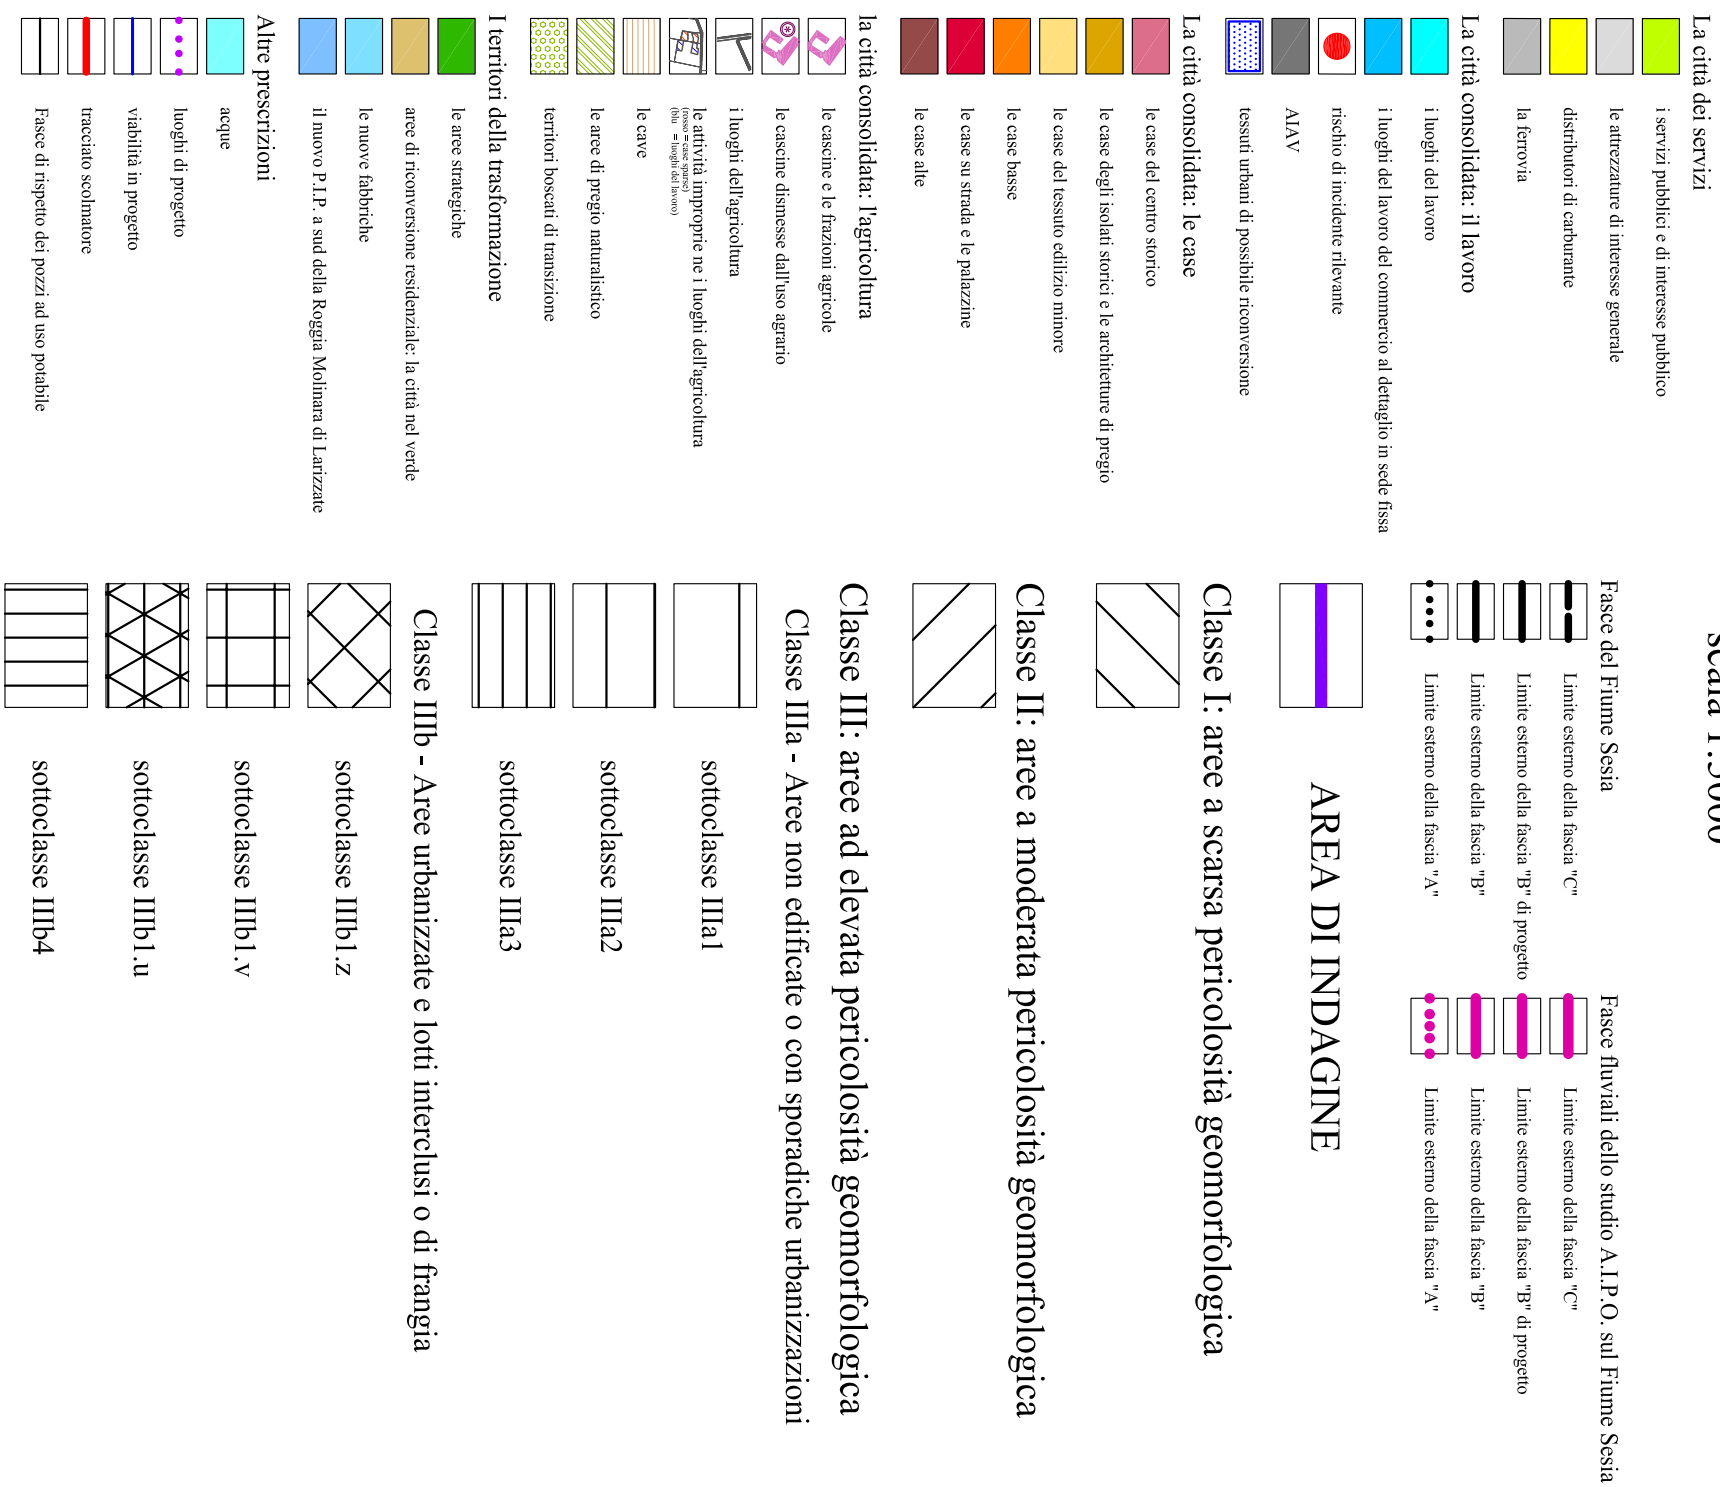 La città dei servizi
i servizi pubblici e di interesse pubblico
le attrezzature di interesse generale
distributori di carburante
la ferrovia
La città consolidata: il lavoro
i luoghi del lavoro
i luoghi del lavoro del commercio al dettaglio in sede fissa
rischio di incidente rilevante
AIAV
tessuti urbani di possibile riconversione
La città consolidata: le case
le case del centro storico
le case degli isolati storici e le architetture di pregio
le case del tessuto edilizio minore
le case basse
le case su strada e le palazzine
le case alte
la città consolidata: l'agricoltura
le cascine e le frazioni agricole
le cascine dismesse dall'uso agrario
i luoghi dell'agricoltura
le attività improprie ne i luoghi dell'agricoltura
(rosso = case sparse)
(blu = luoghi del lavoro)
le cave
le aree di pregio naturalistico
territori boscati di transizione
I territori della trasformazione
le aree strategiche
aree di riconversione residenziale: la città nel verde
le nuove fabbriche
il nuovo P.I.P. a sud della Roggia Molinara di Larizzate
Altre prescrizioni
acque
luoghi di progetto
viabilità in progetto
tracciato scolmatore
Fasce di rispetto dei pozzi ad uso potabile
scala 1:5000
Fasce del Fiume Sesia
Limite esterno della fascia "C"
Limite esterno della fascia "B" di progetto
Limite esterno della fascia "B"
Limite esterno della fascia "A"
Fasce fluviali dello studio A.I.P.O. sul Fiume Sesia
Limite esterno della fascia "C"
Limite esterno della fascia "B" di progetto
Limite esterno della fascia "B"
Limite esterno della fascia "A"
AREA DI INDAGINE
Classe I: aree a scarsa pericolosità geomorfologica
Classe II: aree a moderata pericolosità geomorfologica
Classe III: aree ad elevata pericolosità geomorfologica
Classe IIIa - Aree non edificate o con sporadiche urbanizzazioni
sottoclasse IIIa1
sottoclasse IIIa2
sottoclasse IIIa3
Classe IIIb - Aree urbanizzate e lotti interclusi o di frangia
sottoclasse IIIb1.z
sottoclasse IIIb1.v
sottoclasse IIIb1.u
sottoclasse IIIb4